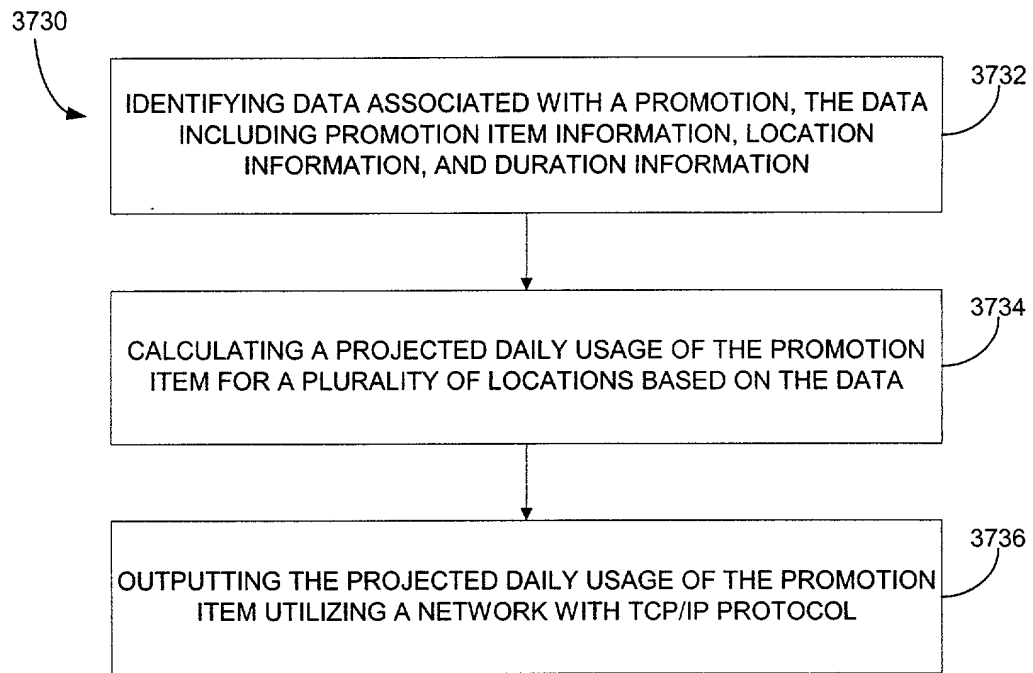 3730
3732
IDENTIFYING DATA ASSOCIATED WITH A PROMOTION, THE DATA
INCLUDING PROMOTION ITEM INFORMATION, LOCATION
INFORMATION, AND DURATION INFORMATION
3734
CALCULATING A PROJECTED DAILY USAGE OF THE PROMOTION
ITEM FOR A PLURALITY OF LOCATIONS BASED ON THE DATA
3736
OUTPUTTING THE PROJECTED DAILY USAGE OF THE PROMOTION
ITEM UTILIZING A NETWORK WITH TCP/IP PROTOCOL